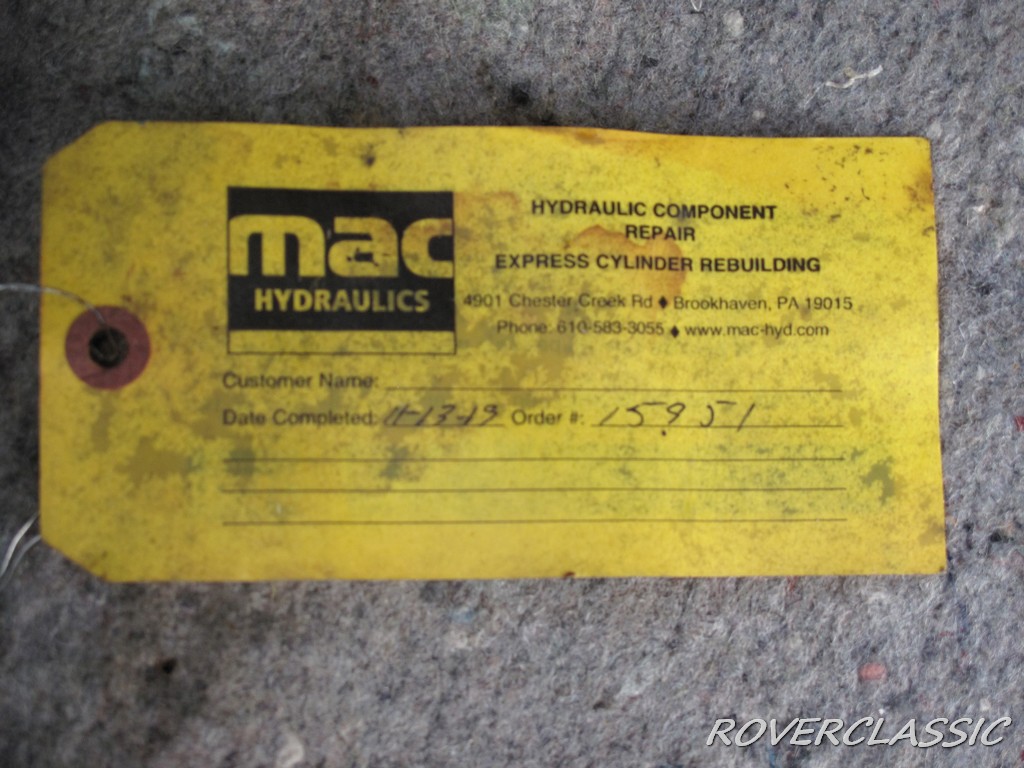 mac
HYDRAULICS
HYDRAULIC COMPONENT
REPAIR
EXPRESS CYLINDER REBUILDING
4901 Chester Creek Rd ♦ Brookhaven, PA 19015
Phone: 610-583-3055 ♦ www.mac-hyd.com
Customer Name:
Date Completed: 11-13-19 Order #: 15951
ROVERCLASSIC